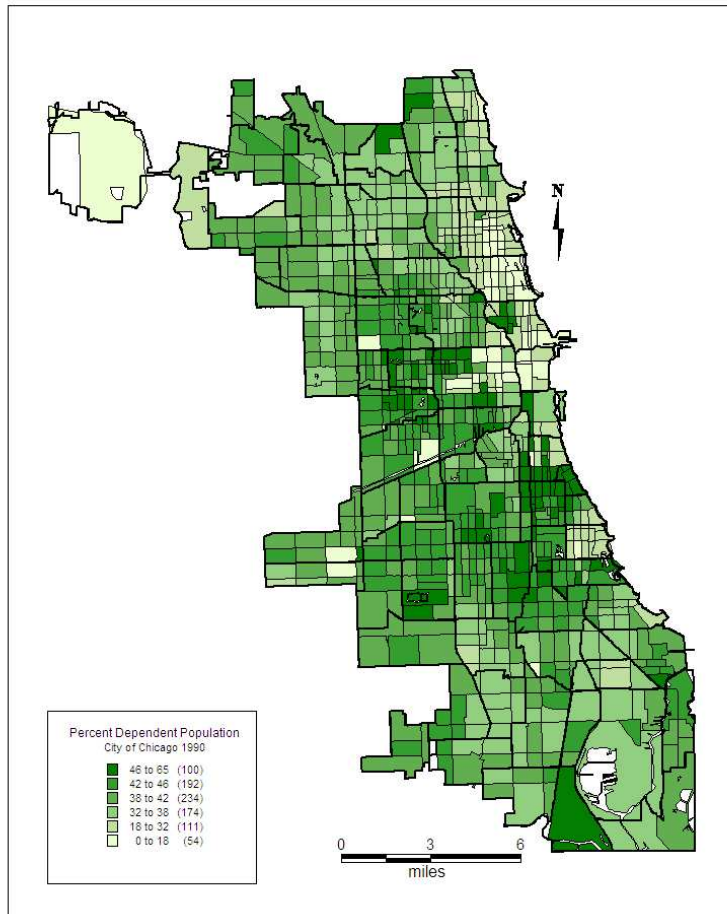 N
Percent Dependent Population
City of Chicago 1990
46 to 65 (100)
42 to 46 (192)
38 to 42 (234)
32 to 38 (174)
18 to 32 (111)
0 to 18 (54)
0 3 6
miles